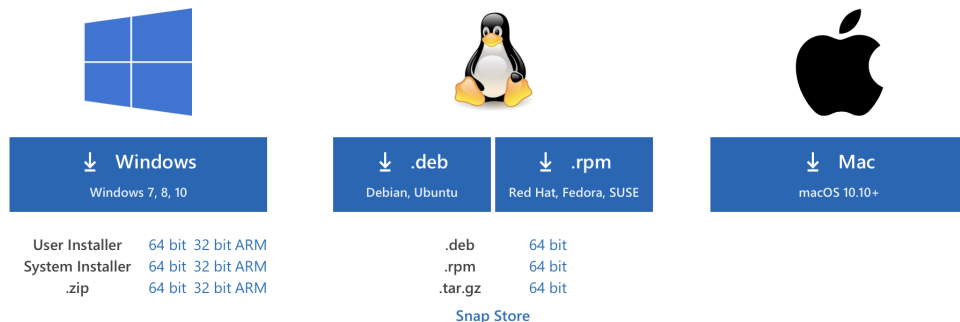 Windows
Windows 7, 8, 10
User Installer 64 bit 32 bit ARM
System Installer 64 bit 32 bit ARM
.zip 64 bit 32 bit ARM
.deb
Debian, Ubuntu
.rpm
Red Hat, Fedora, SUSE
.deb 64 bit
.rpm 64 bit
.tar.gz 64 bit
Snap Store
Mac
macOS 10.10+